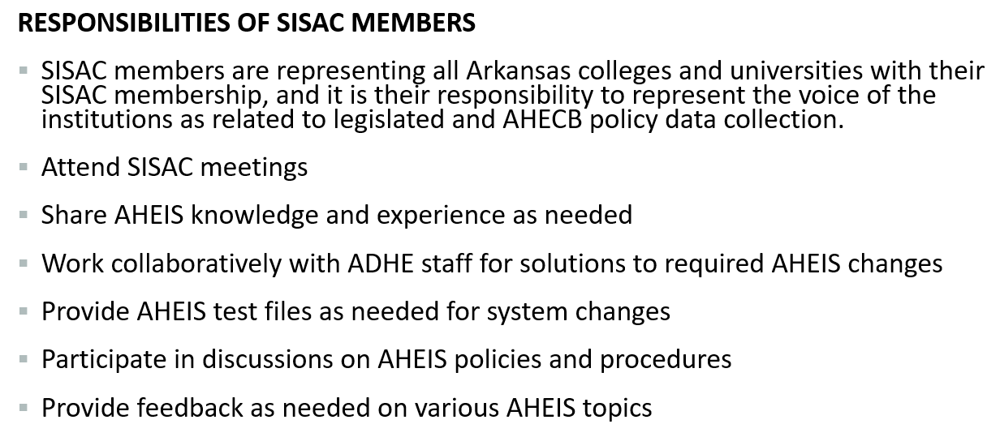 RESPONSIBILITIES OF SISAC MEMBERS
SISAC members are representing all Arkansas colleges and universities with their
SISAC membership, and it is their responsibility to represent the voice of the
institutions as related to legislated and AHECB policy data collection.
Attend SISAC meetings
Share AHEIS knowledge and experience as needed
Work collaboratively with ADHE staff for solutions to required AHEIS changes
Provide AHEIS test files as needed for system changes
Participate in discussions on AHEIS policies and procedures
Provide feedback as needed on various AHEIS topics